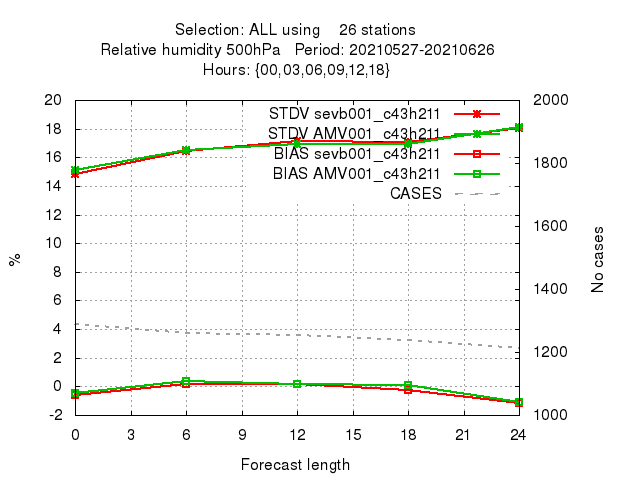 Selection: ALL using    26 stations
Relative humidity 500hPa   Period: 20210527-20210626
Hours: {00,03,06,09,12,18}
20
18
16
14
12
10
8
6
4
2
0
-2
%
STDV sevb001_c43h211
STDV AMV001_c43h211
BIAS sevb001_c43h211
BIAS AMV001_c43h211
CASES
2000
1800
1600
1400
1200
1000
No cases
0 3 6 9 12 15 18 21 24
Forecast length